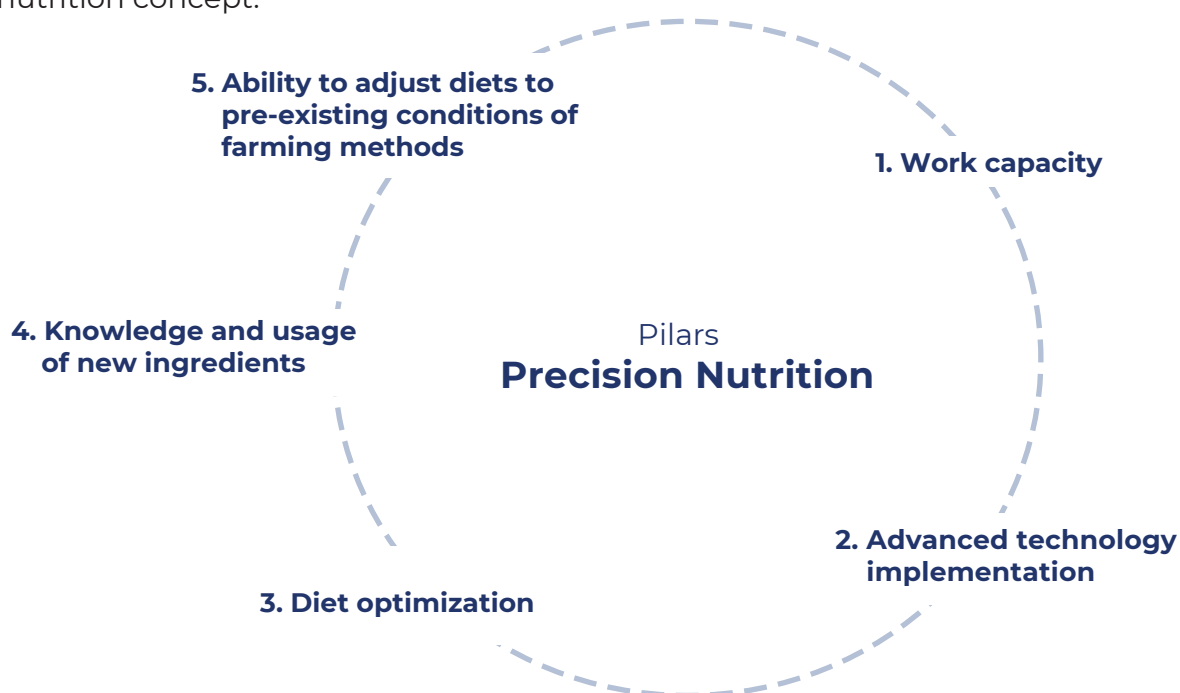 nutrition concept.
5. Ability to adjust diets to
pre-existing conditions of
farming methods
1. Work capacity
4. Knowledge and usage
of new ingredients
Pilars
Precision Nutrition
2. Advanced technology
implementation
3. Diet optimization